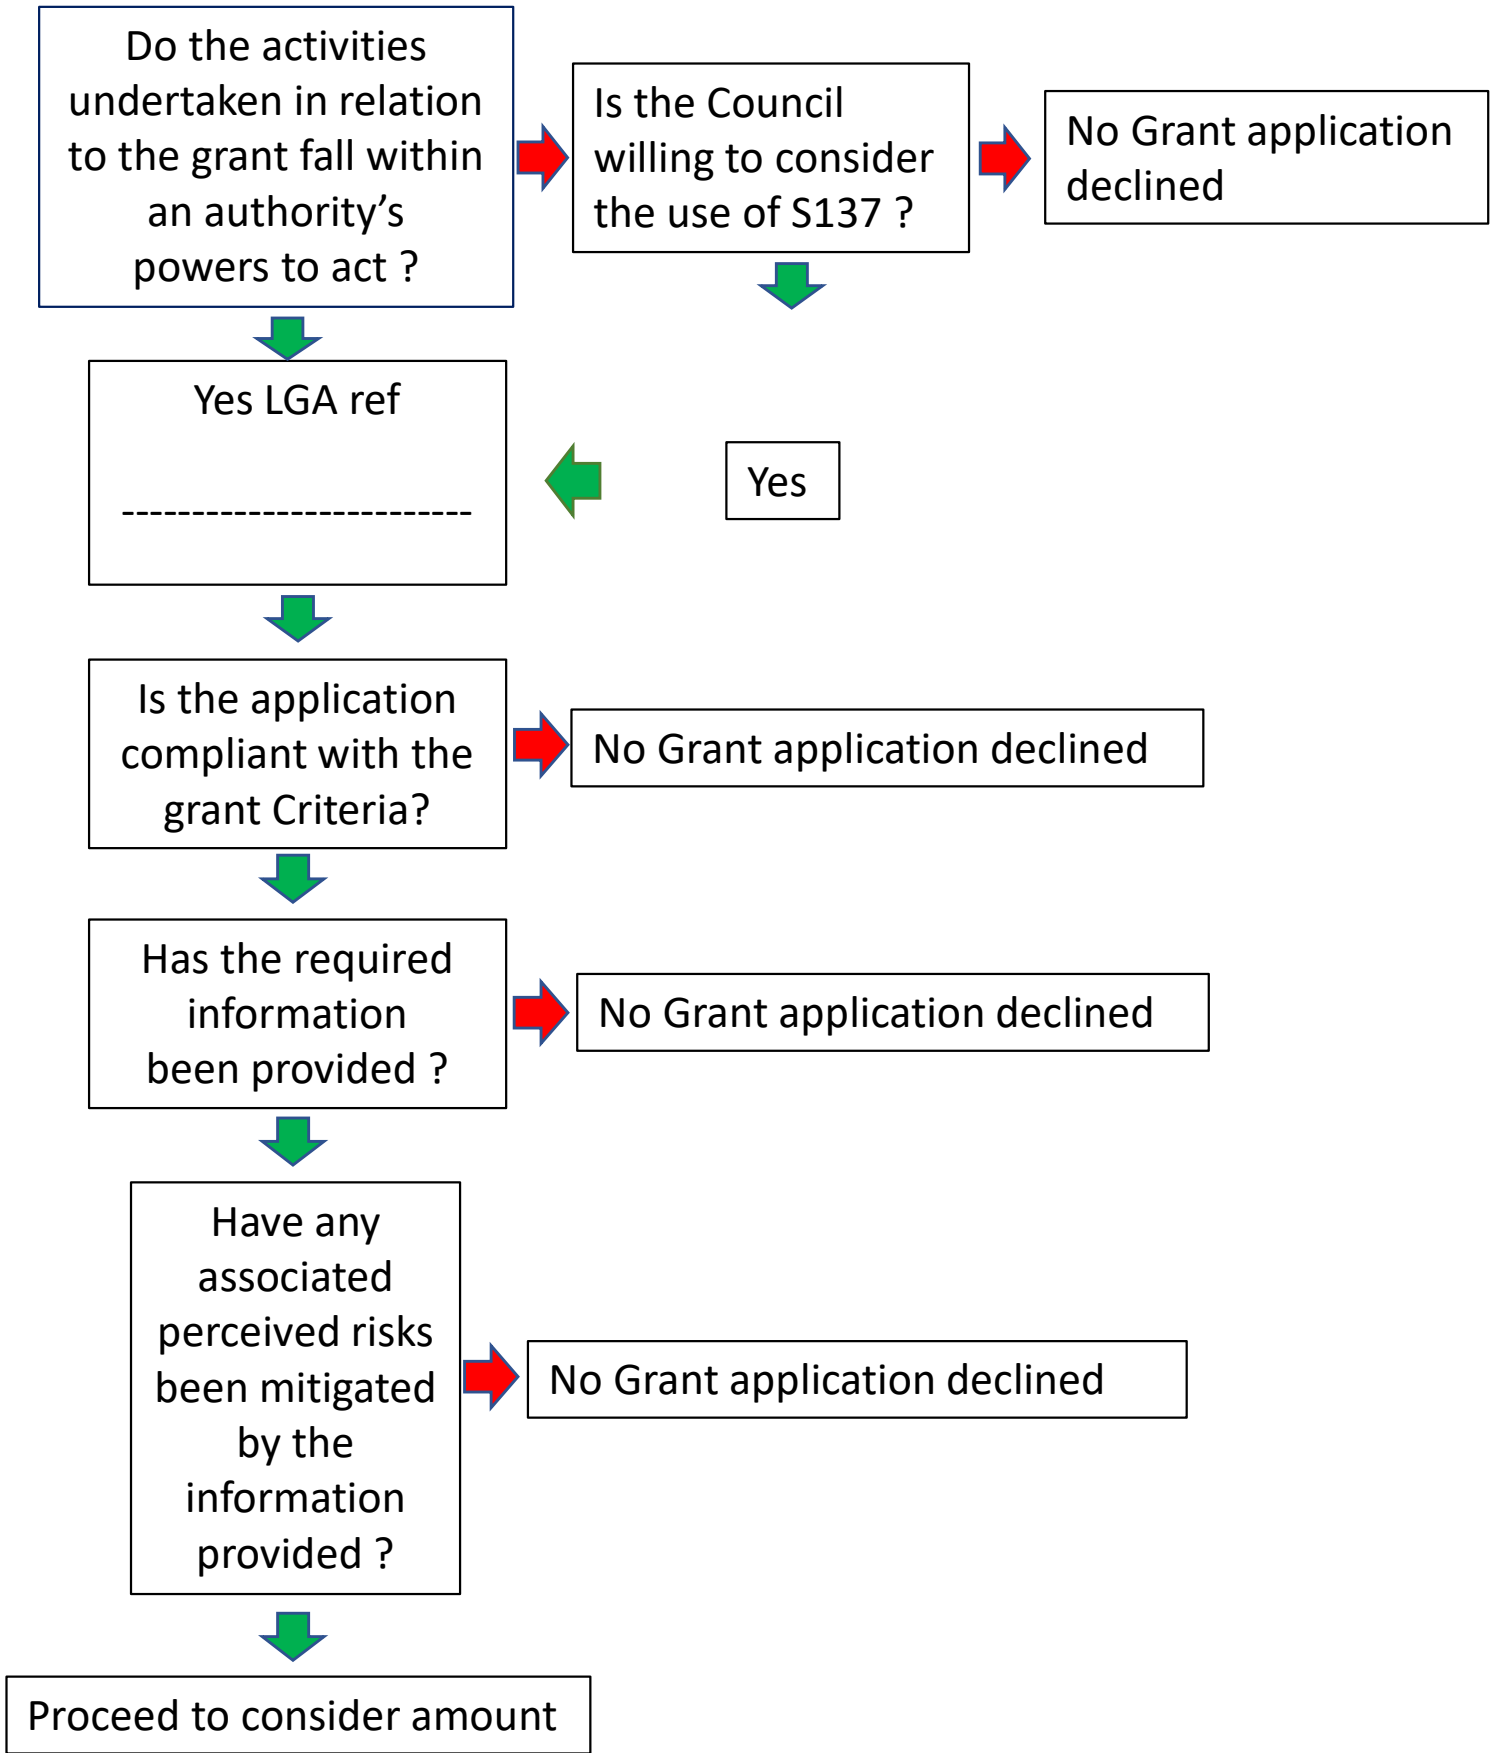 Do the activities
undertaken in relation
to the grant fall within
an authority’s
powers to act ?
Is the Council
willing to consider
the use of S137 ?
No Grant application
declined
Yes LGA ref
--------------------------
Yes
Is the application
compliant with the
grant Criteria?
No Grant application declined
Has the required
information
been provided ?
No Grant application declined
Have any
associated
perceived risks
been mitigated
by the
information
provided ?
No Grant application declined
Proceed to consider amount